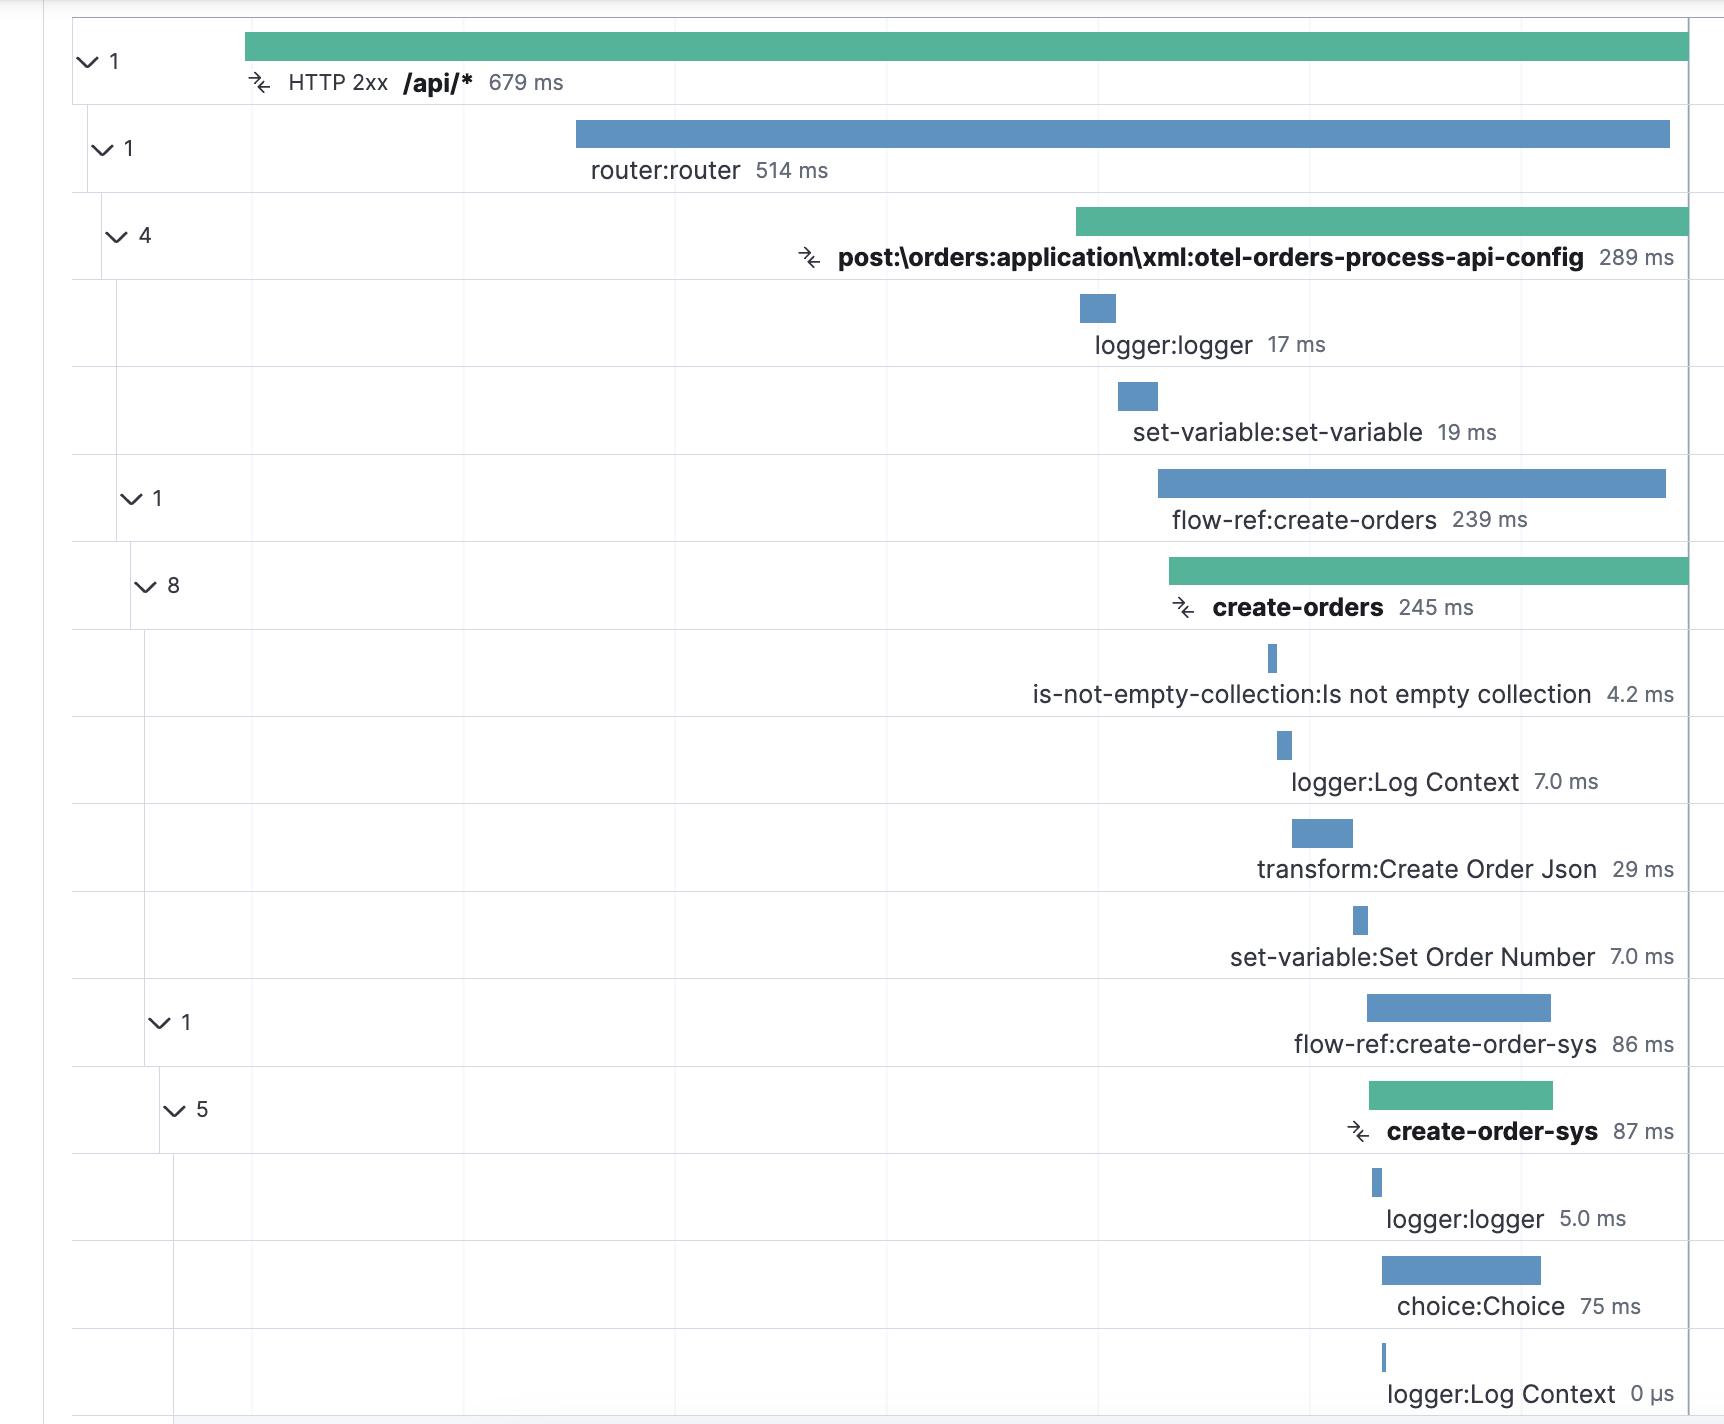 1
HTTP 2xx /api/* 679 ms
1
router:router 514 ms
4
post:\orders:application\xml:otel-orders-process-api-config 289 ms
logger:logger 17 ms
set-variable:set-variable 19 ms
1
flow-ref:create-orders 239 ms
8
create-orders 245 ms
is-not-empty-collection:Is not empty collection 4.2 ms
logger:Log Context 7.0 ms
transform:Create Order Json 29 ms
set-variable:Set Order Number 7.0 ms
1
flow-ref:create-order-sys 86 ms
5
create-order-sys 87 ms
logger:logger 5.0 ms
choice:Choice 75 ms
logger:Log Context 0 μs